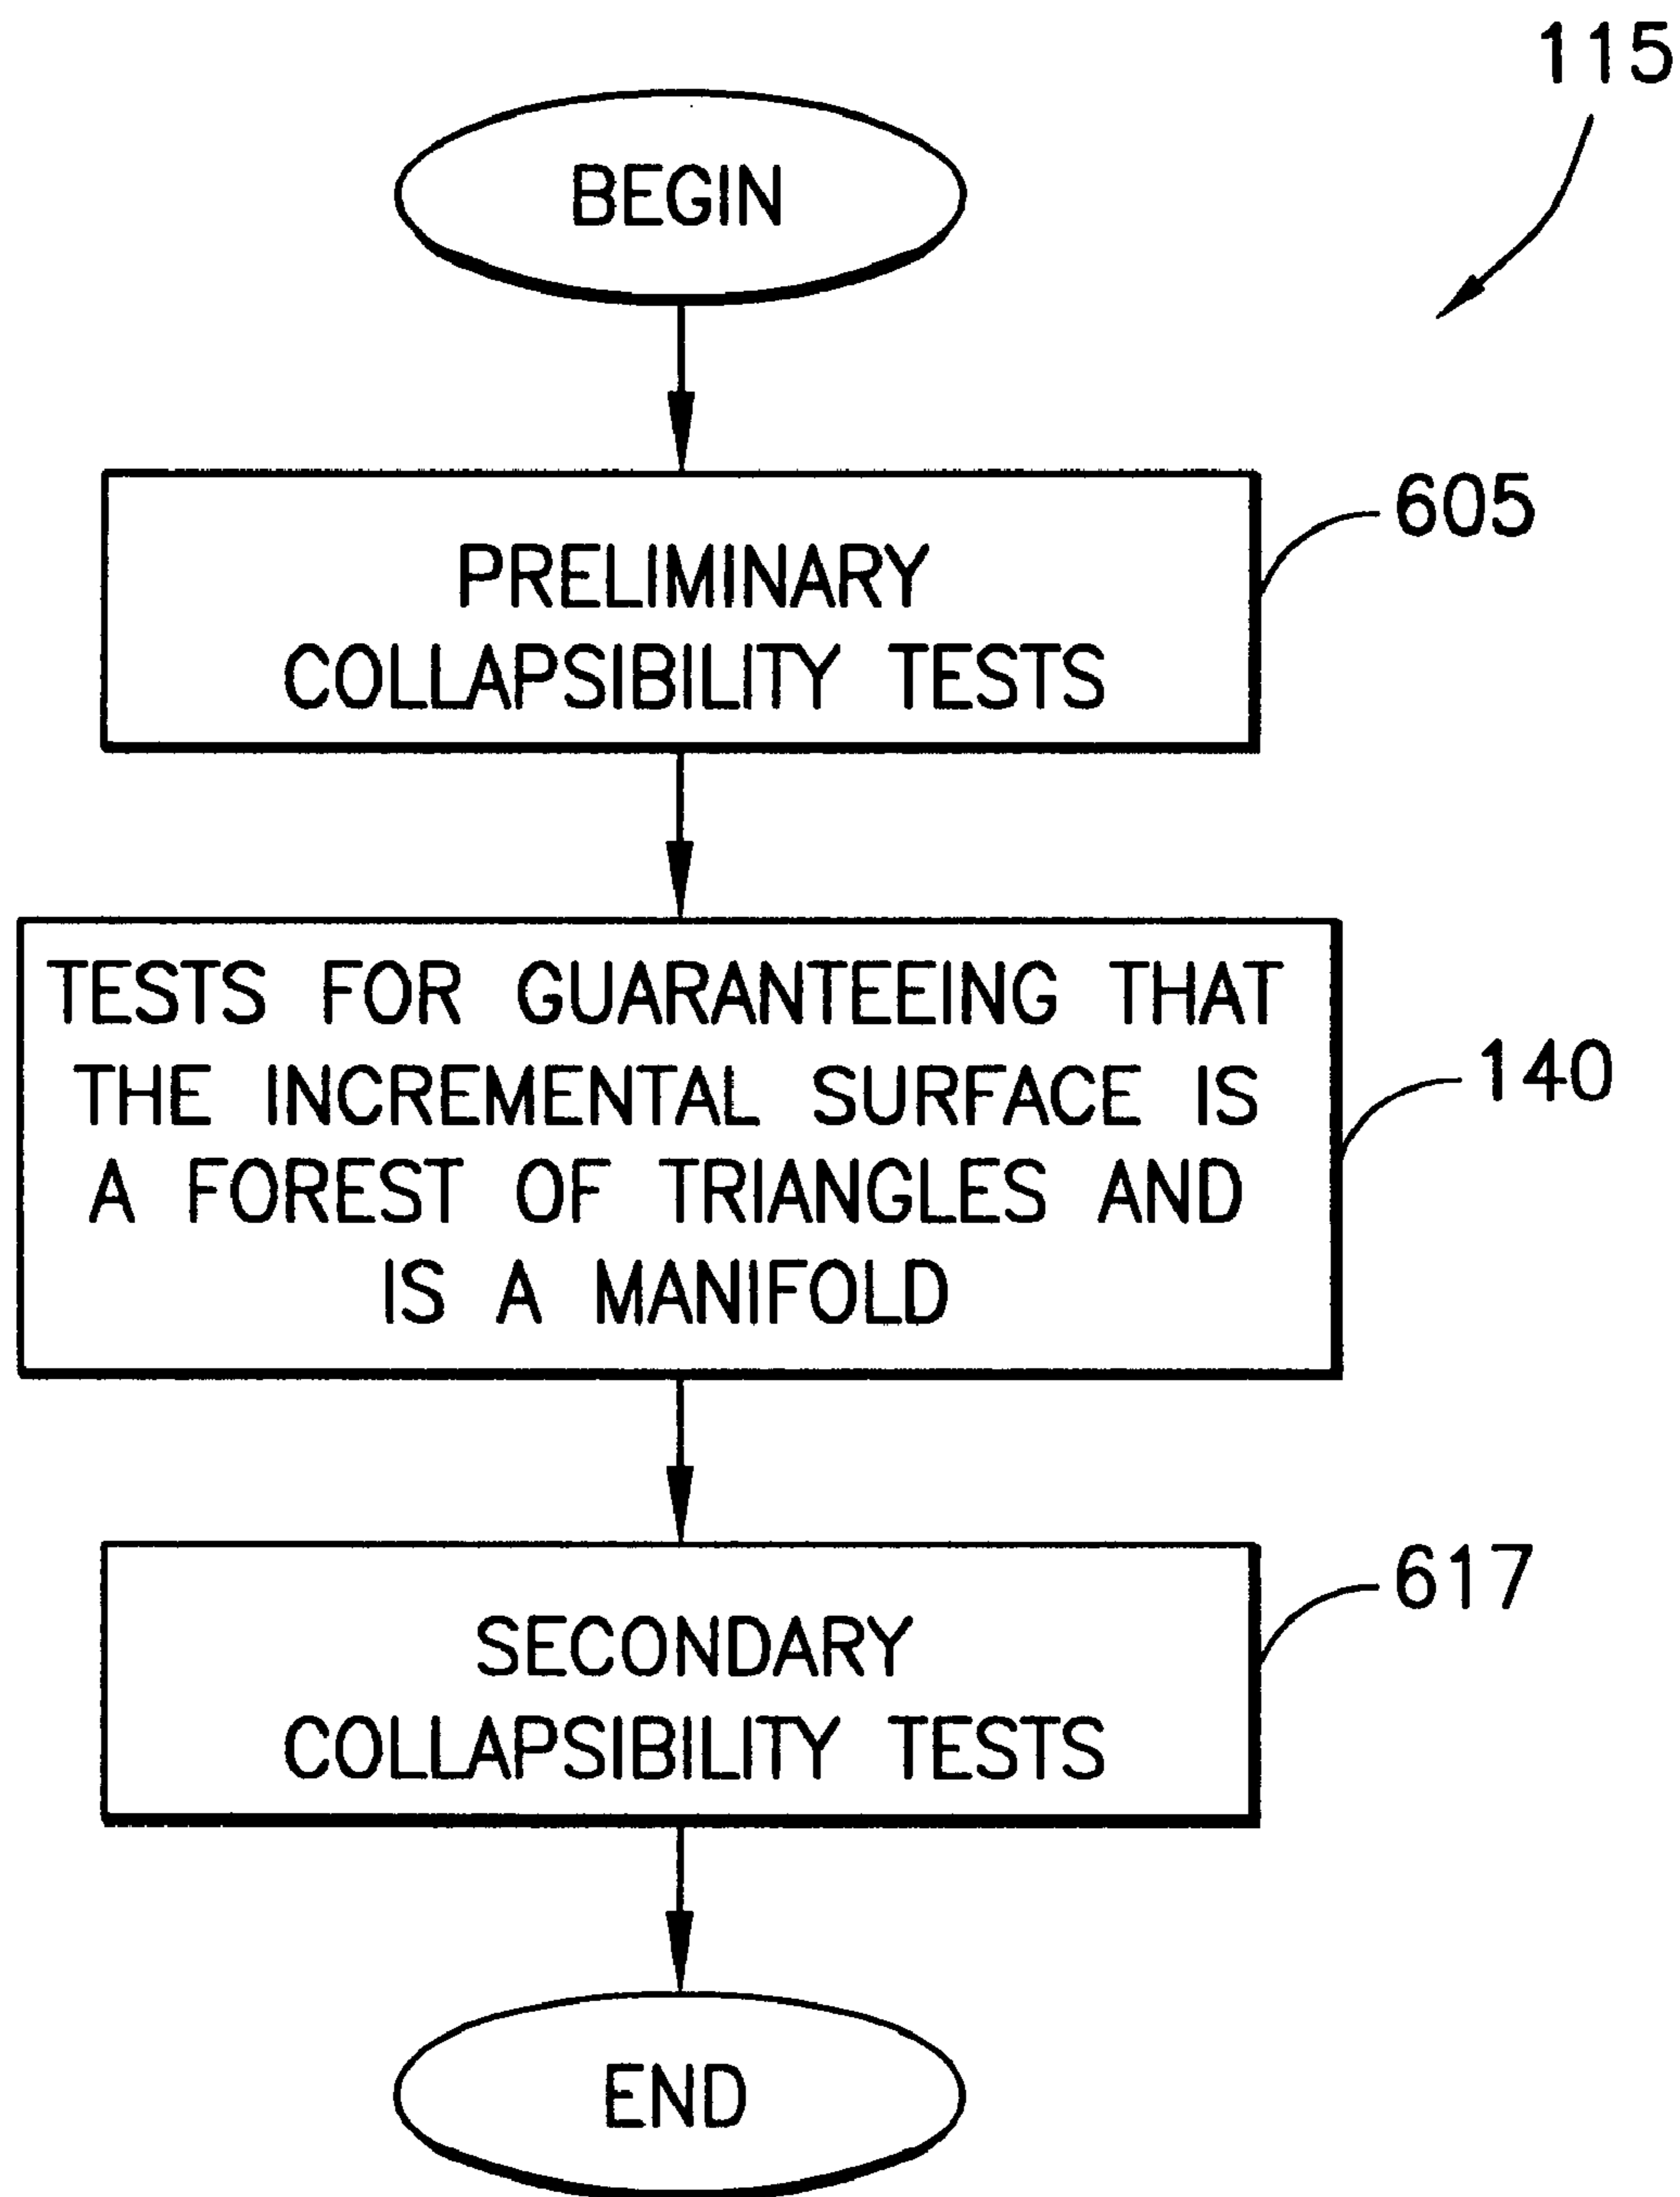 115
BEGIN
605
PRELIMINARY
COLLAPSIBILITY TESTS
TESTS FOR GUARANTEEING THAT
THE INCREMENTAL SURFACE IS
140
A FOREST OF TRIANGLES AND
IS A MANIFOLD
617
SECONDARY
COLLAPSIBILITY TESTS
END